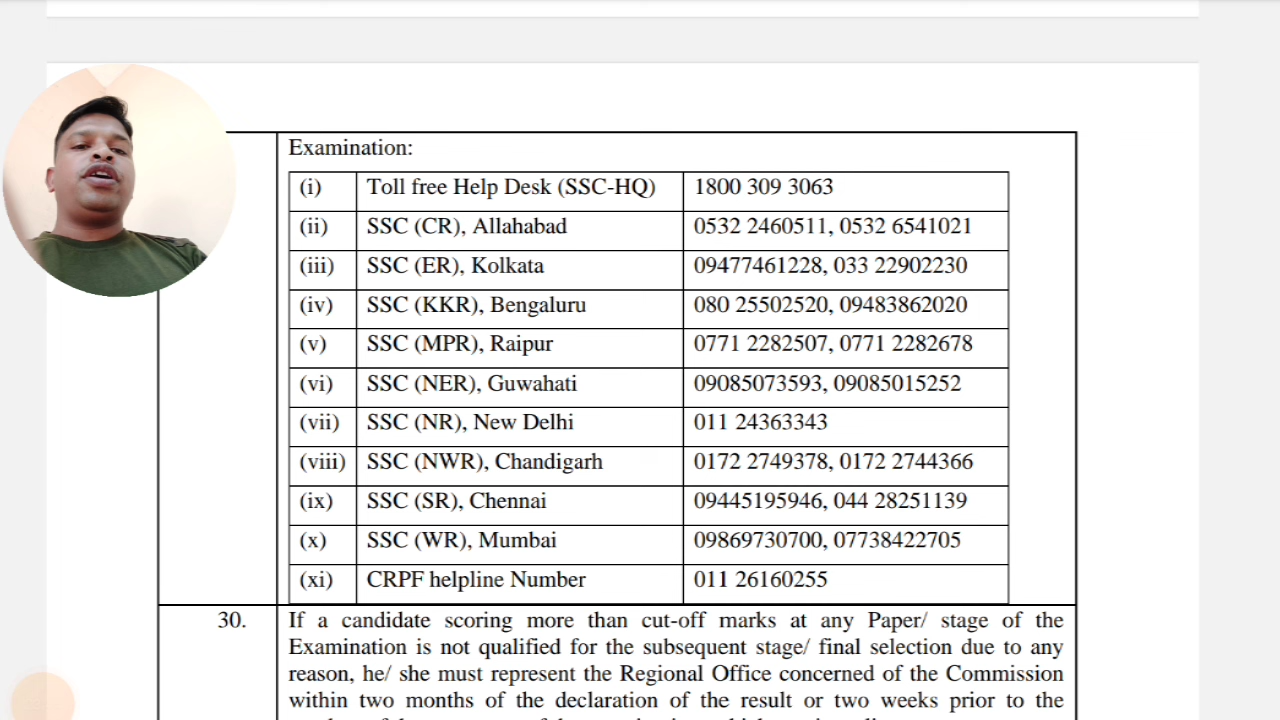 Examination:
(i) Toll free Help Desk (SSC-HQ) 1800 309 3063
(ii) SSC (CR), Allahabad 0532 2460511, 0532 6541021
(iii) SSC (ER), Kolkata 09477461228, 033 22902230
(iv) SSC (KKR), Bengaluru 080 25502520, 09483862020
(v) SSC (MPR), Raipur 0771 2282507, 0771 2282678
(vi) SSC (NER), Guwahati 09085073593, 09085015252
(vii) SSC (NR), New Delhi 011 24363343
(viii) SSC (NWR), Chandigarh 0172 2749378, 0172 2744366
(ix) SSC (SR), Chennai 09445195946, 044 28251139
(x) SSC (WR), Mumbai 09869730700, 07738422705
(xi) CRPF helpline Number 011 26160255
30. If a candidate scoring more than cut-off marks at any Paper/ stage of the
Examination is not qualified for the subsequent stage/ final selection due to any
reason, he/ she must represent the Regional Office concerned of the Commission
within two months of the declaration of the result or two weeks prior to the